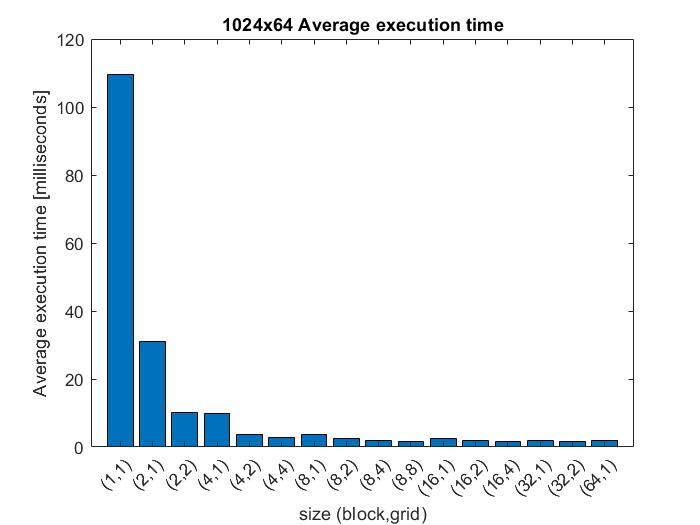 1024x64 Average execution time
Average execution time [milliseconds]
120
100
80
60
40
20
0
(1,1) (2,1) (2,2) (4,1) (4,2) (4,4) (8,1) (8,2) (8,4) (8,8) (16,1) (16,2) (16,4) (32,1) (32,2) (64,1)
size (block,grid)